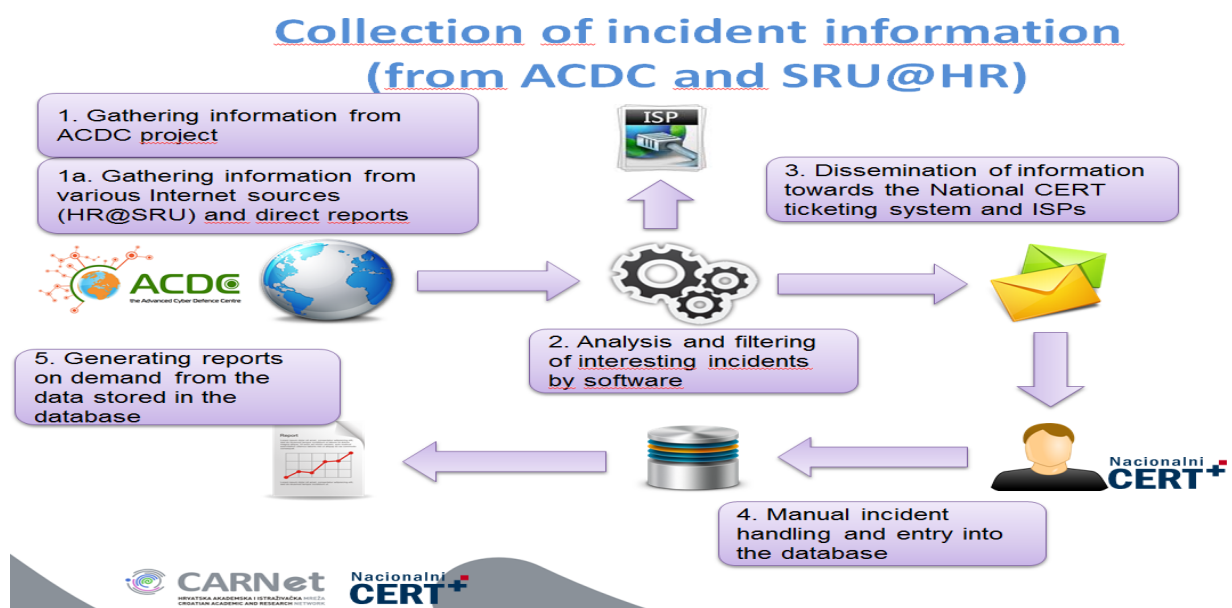 Collection of incident information
(from ACDC and SRU@HR)
1. Gathering information from
ACDC project
1a. Gathering information from
various Internet sources
(HR@SRU) and direct reports
ISP
3. Dissemination of information
towards the National CERT
ticketing system and ISPs
ACDC
the Advanced Cyber Defence Centre
2. Analysis and filtering
of interesting incidents
by software
5. Generating reports
on demand from the
data stored in the
database
Report
Nacionalni
CERT+
4. Manual incident
handling and entry into
the database
CARNet
HRVATSKA AKADEMSKA I ISTRAŽIVAČKA MREŽA
CROATIAN ACADEMIC AND RESEARCH NETWORK
Nacionalni
CERT+